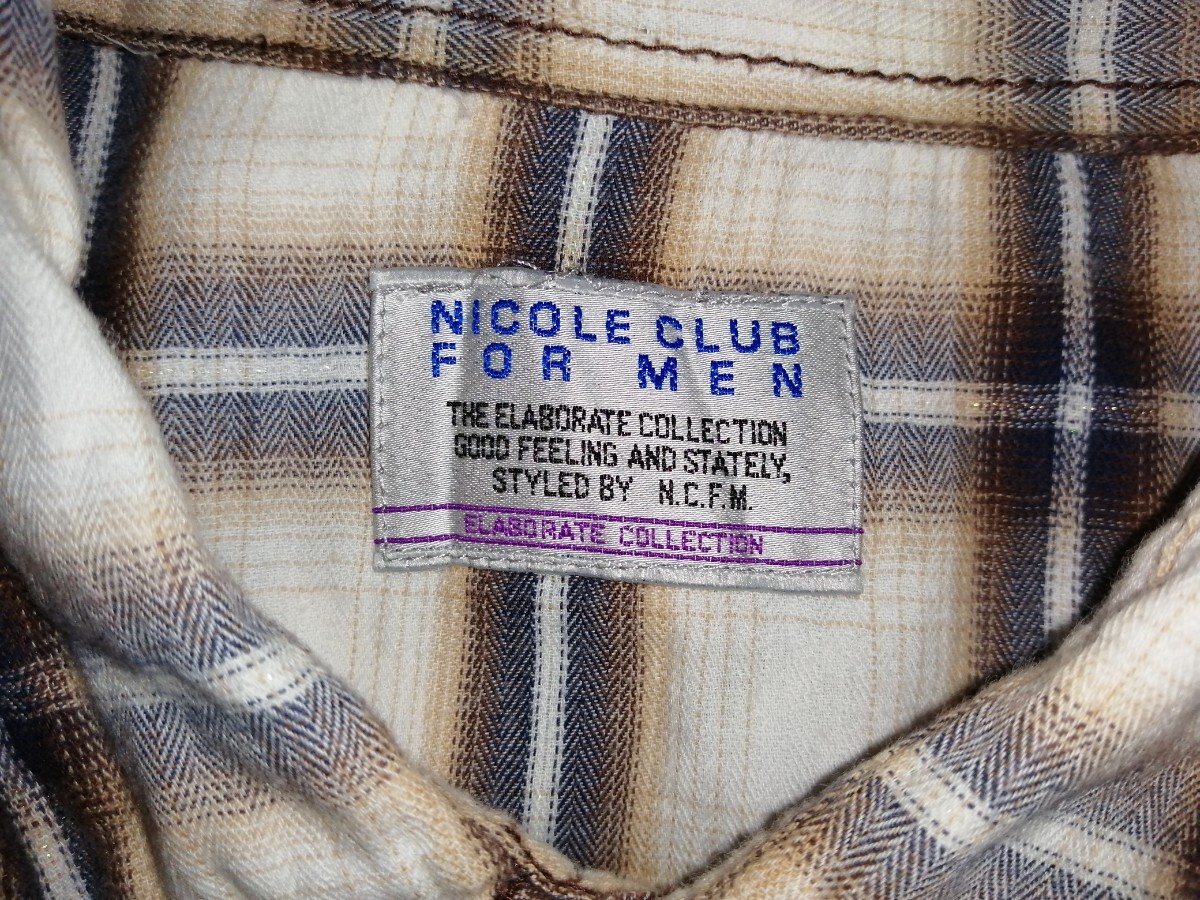 NICOLE CLUB
FOR MEN
THE ELABORATE COLLECTION
GOOD FEELING AND STATELY,
STYLED BY N.C.F.M.
ELABORATE COLLECTION